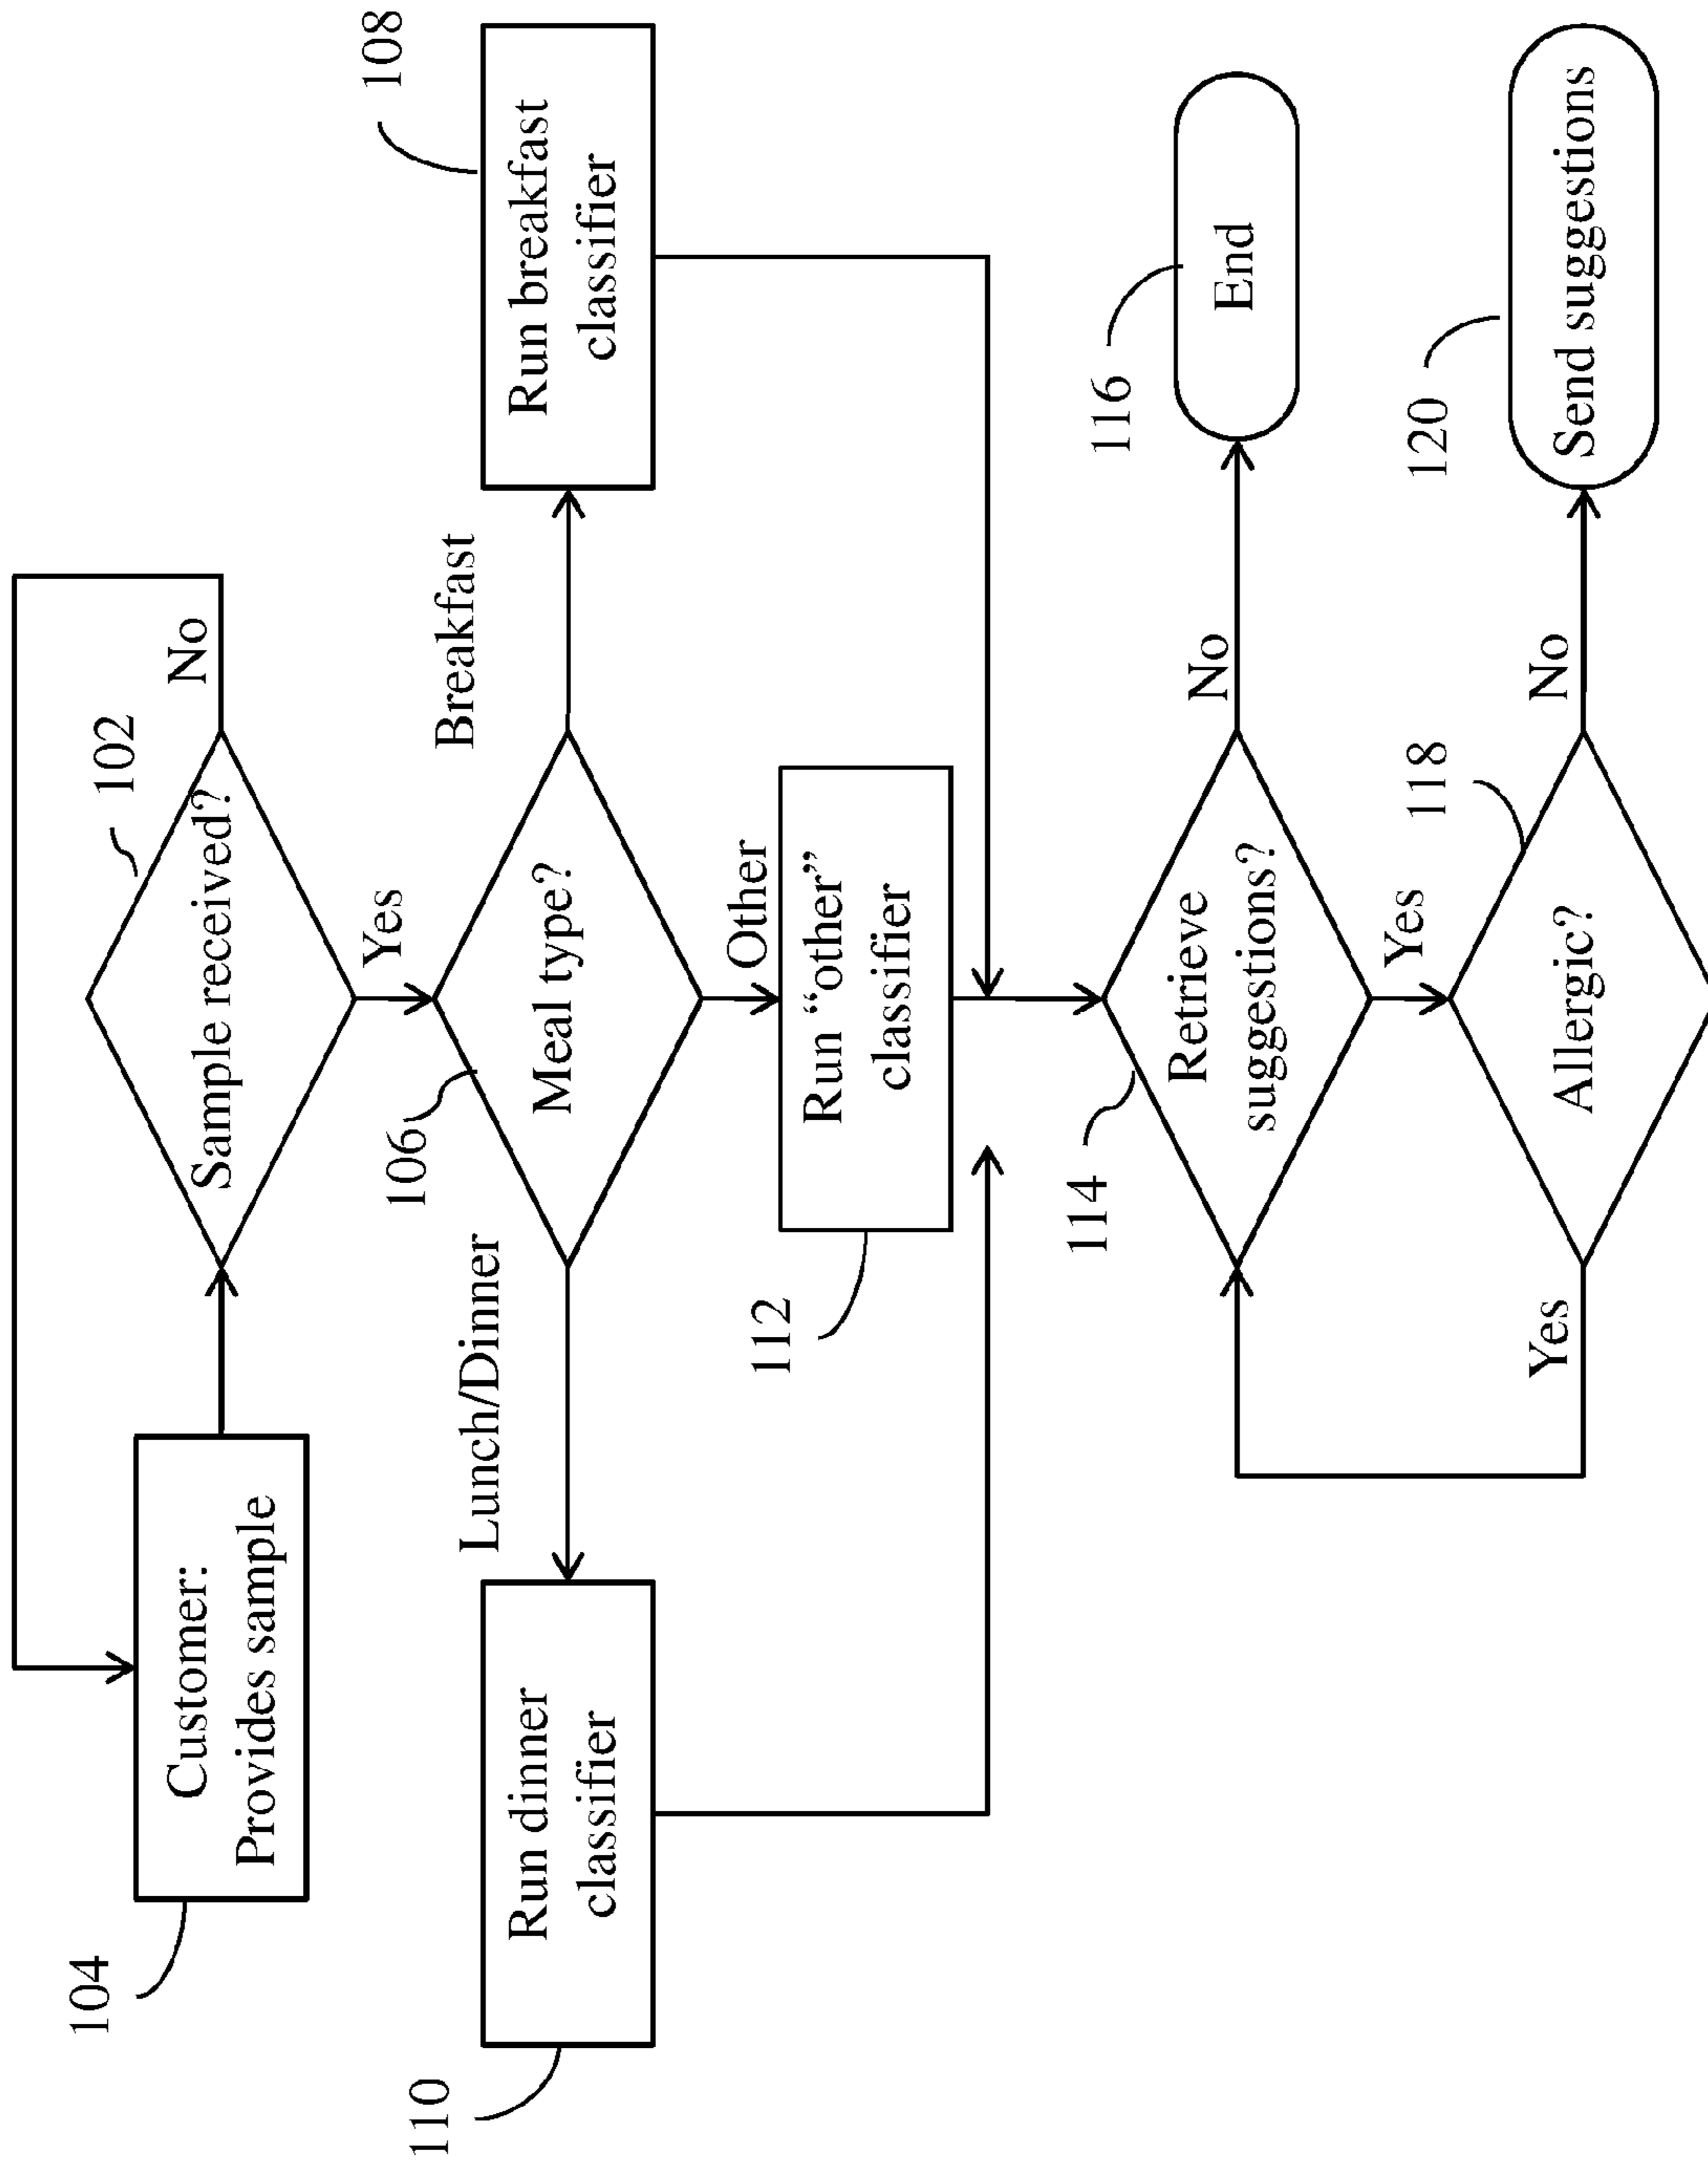 104
Customer:
Provides sample
102
Sample received?
No
Yes
110
Run dinner
classifier
Lunch/Dinner
106
Meal type?
Breakfast
108
Run breakfast
classifier
Other
112
Run “other”
classifier
114
Retrieve
suggestions?
No
116
End
Yes
118
Allergic?
Yes
No
120
Send suggestions